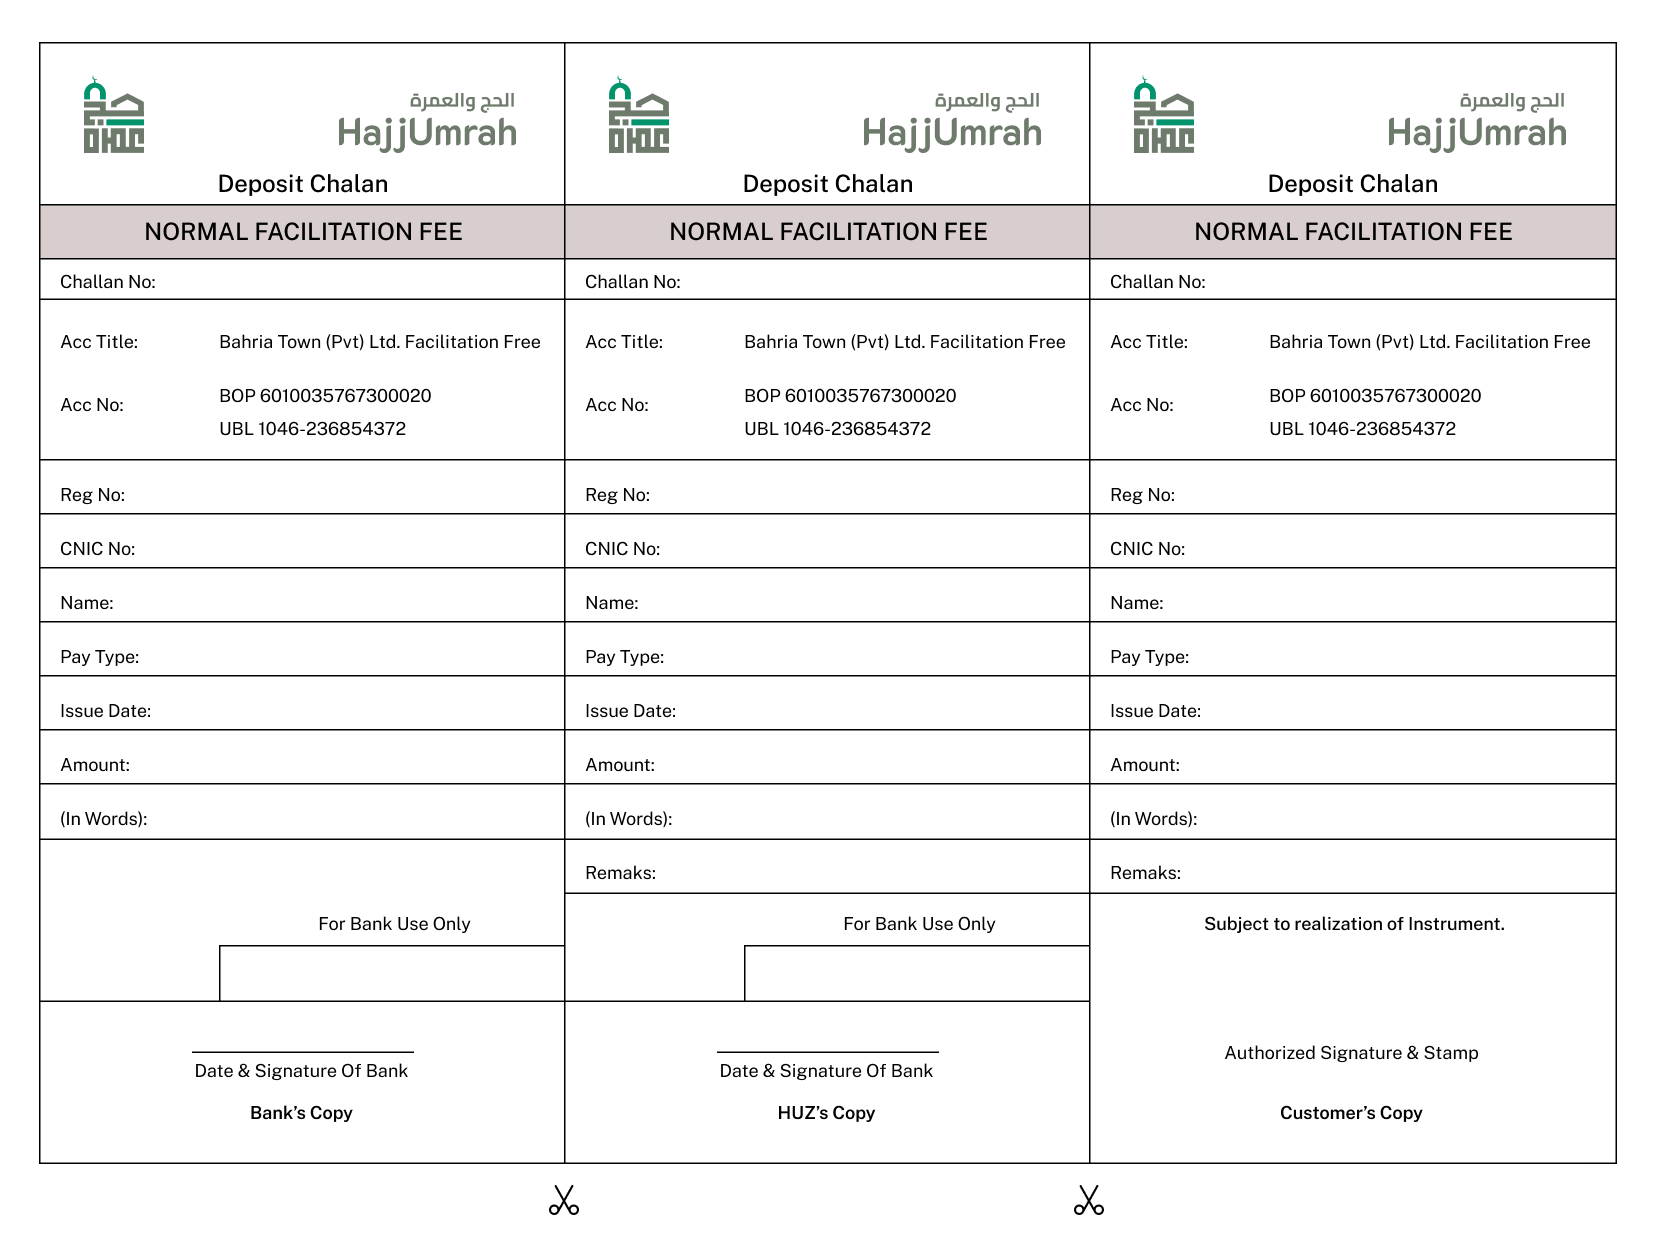 الحج والعمرة
HajjUmrah
Deposit Chalan
NORMAL FACILITATION FEE
Challan No:
Acc Title: Bahria Town (Pvt) Ltd. Facilitation Free
Acc No: BOP 6010035767300020
UBL 1046-236854372
Reg No:
CNIC No:
Name:
Pay Type:
Issue Date:
Amount:
(In Words):
For Bank Use Only
Date & Signature Of Bank
Bank’s Copy
الحج والعمرة
HajjUmrah
Deposit Chalan
NORMAL FACILITATION FEE
Challan No:
Acc Title: Bahria Town (Pvt) Ltd. Facilitation Free
Acc No: BOP 6010035767300020
UBL 1046-236854372
Reg No:
CNIC No:
Name:
Pay Type:
Issue Date:
Amount:
(In Words):
Remaks:
For Bank Use Only
Date & Signature Of Bank
HUZ’s Copy
الحج والعمرة
HajjUmrah
Deposit Chalan
NORMAL FACILITATION FEE
Challan No:
Acc Title: Bahria Town (Pvt) Ltd. Facilitation Free
Acc No: BOP 6010035767300020
UBL 1046-236854372
Reg No:
CNIC No:
Name:
Pay Type:
Issue Date:
Amount:
(In Words):
Remaks:
Subject to realization of Instrument.
Authorized Signature & Stamp
Customer’s Copy